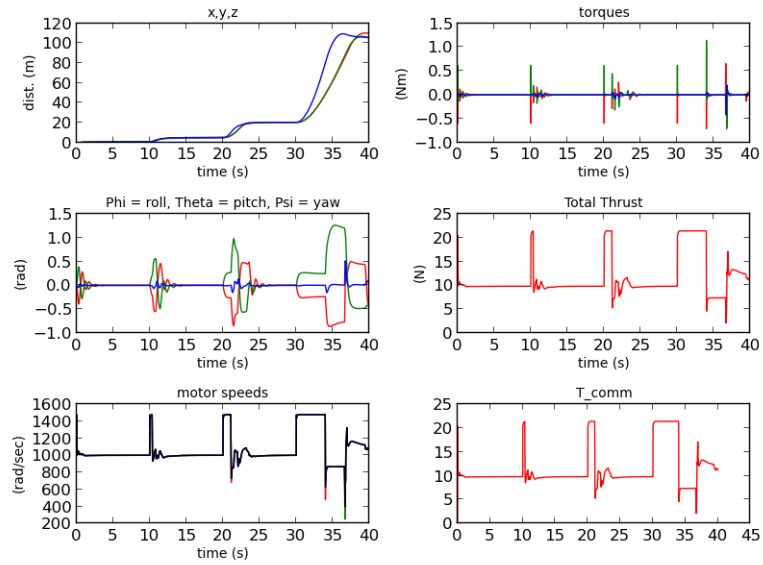 x,y,z
dist. (m)
120
100
80
60
40
20
0
0 5 10 15 20 25 30 35 40
time (s)
torques
(Nm)
1.5
1.0
0.5
0.0
−0.5
−1.0
0 5 10 15 20 25 30 35 40
time (s)
Phi = roll, Theta = pitch, Psi = yaw
(rad)
1.5
1.0
0.5
0.0
−0.5
−1.0
0 5 10 15 20 25 30 35 40
time (s)
Total Thrust
(N)
25
20
15
10
5
0
0 5 10 15 20 25 30 35 40
time (s)
motor speeds
(rad/sec)
1600
1400
1200
1000
800
600
400
200
0 5 10 15 20 25 30 35 40
time (s)
T_comm
25
20
15
10
5
0
0 5 10 15 20 25 30 35 40 45
time (s)